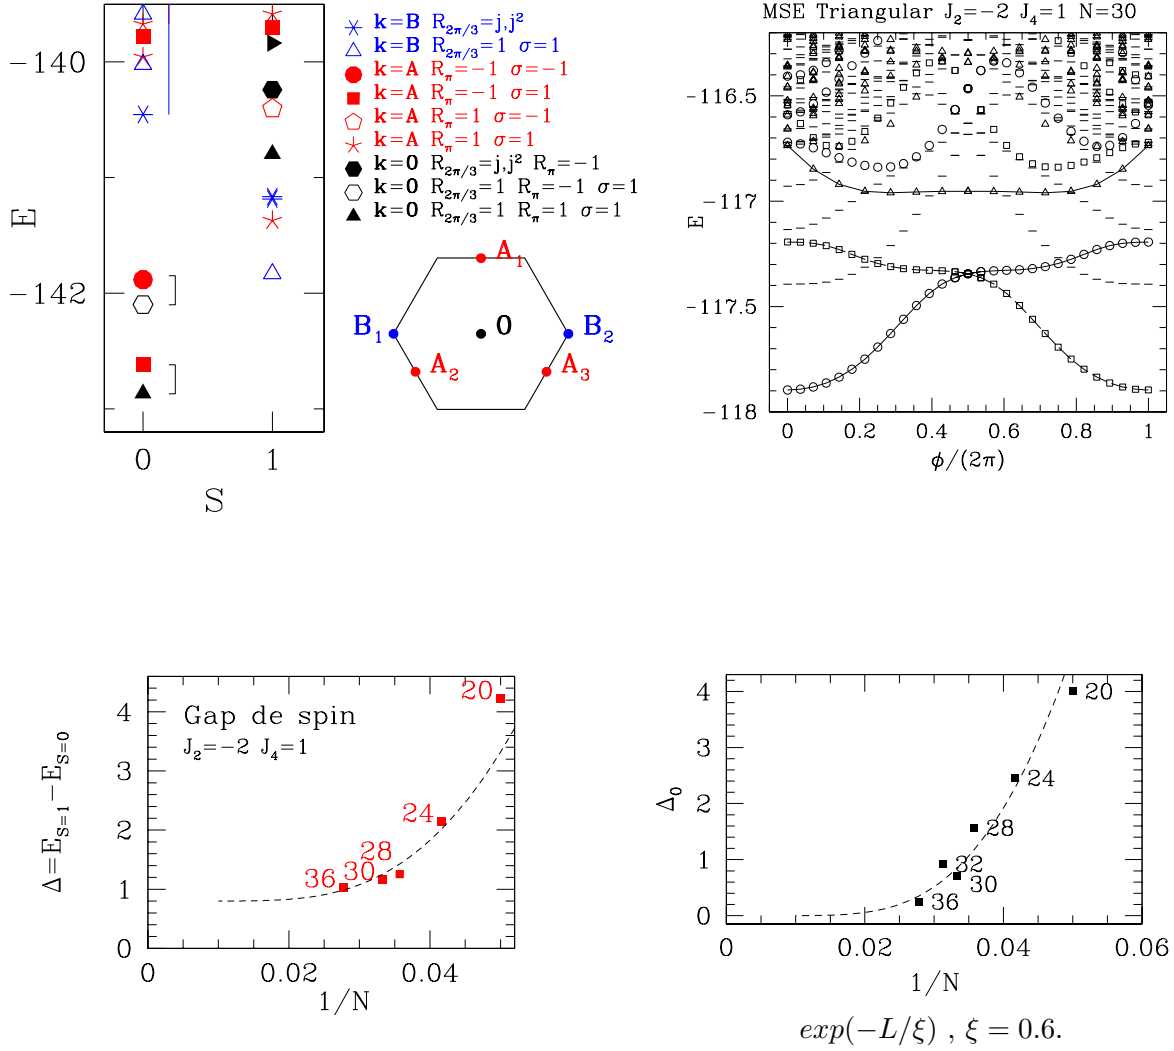 E
−140
−142
0
1
S
k=B R2π/3=j,j²
k=B R2π/3=1 σ=1
k=A Rπ=−1 σ=−1
k=A Rπ=−1 σ=1
k=A Rπ=1 σ=−1
k=A Rπ=1 σ=1
k=0 R2π/3=j,j² Rπ=−1
k=0 R2π/3=1 Rπ=−1 σ=1
k=0 R2π/3=1 Rπ=1 σ=1
A1
B1
0
B2
A2
A3
MSE Triangular J2=−2 J4=1 N=30
E
−116.5
−117
−117.5
−118
0 0.2 0.4 0.6 0.8 1
ϕ/(2π)
Gap de spin
J2=−2 J4=1
Δ=ES=1−ES=0
4
3
2
1
0
20
24
28
30
36
0 0.02 0.04
1/N
Δ0
4
3
2
1
0
20
24
28
32
30
36
0 0.02 0.04 0.06
1/N
exp(−L/ξ) , ξ = 0.6.